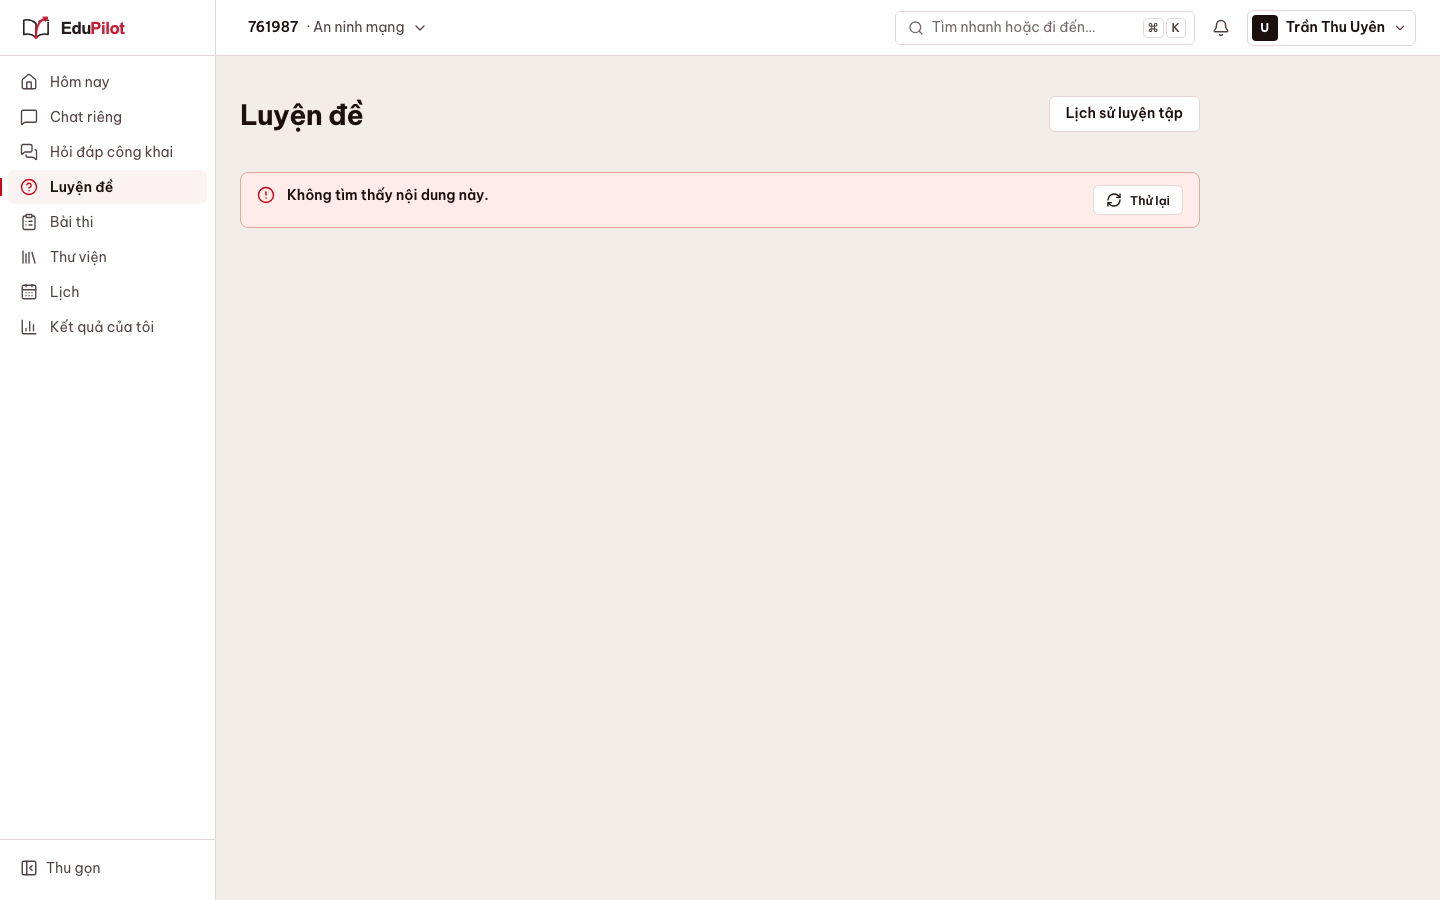 EduPilot
761987 · An ninh mạng
Tìm nhanh hoặc đi đến...
⌘ K
U Trần Thu Uyên
Hôm nay
Chat riêng
Hỏi đáp công khai
Luyện đề
Bài thi
Thư viện
Lịch
Kết quả của tôi
Thu gọn
Luyện đề
Lịch sử luyện tập
Không tìm thấy nội dung này.
Thử lại